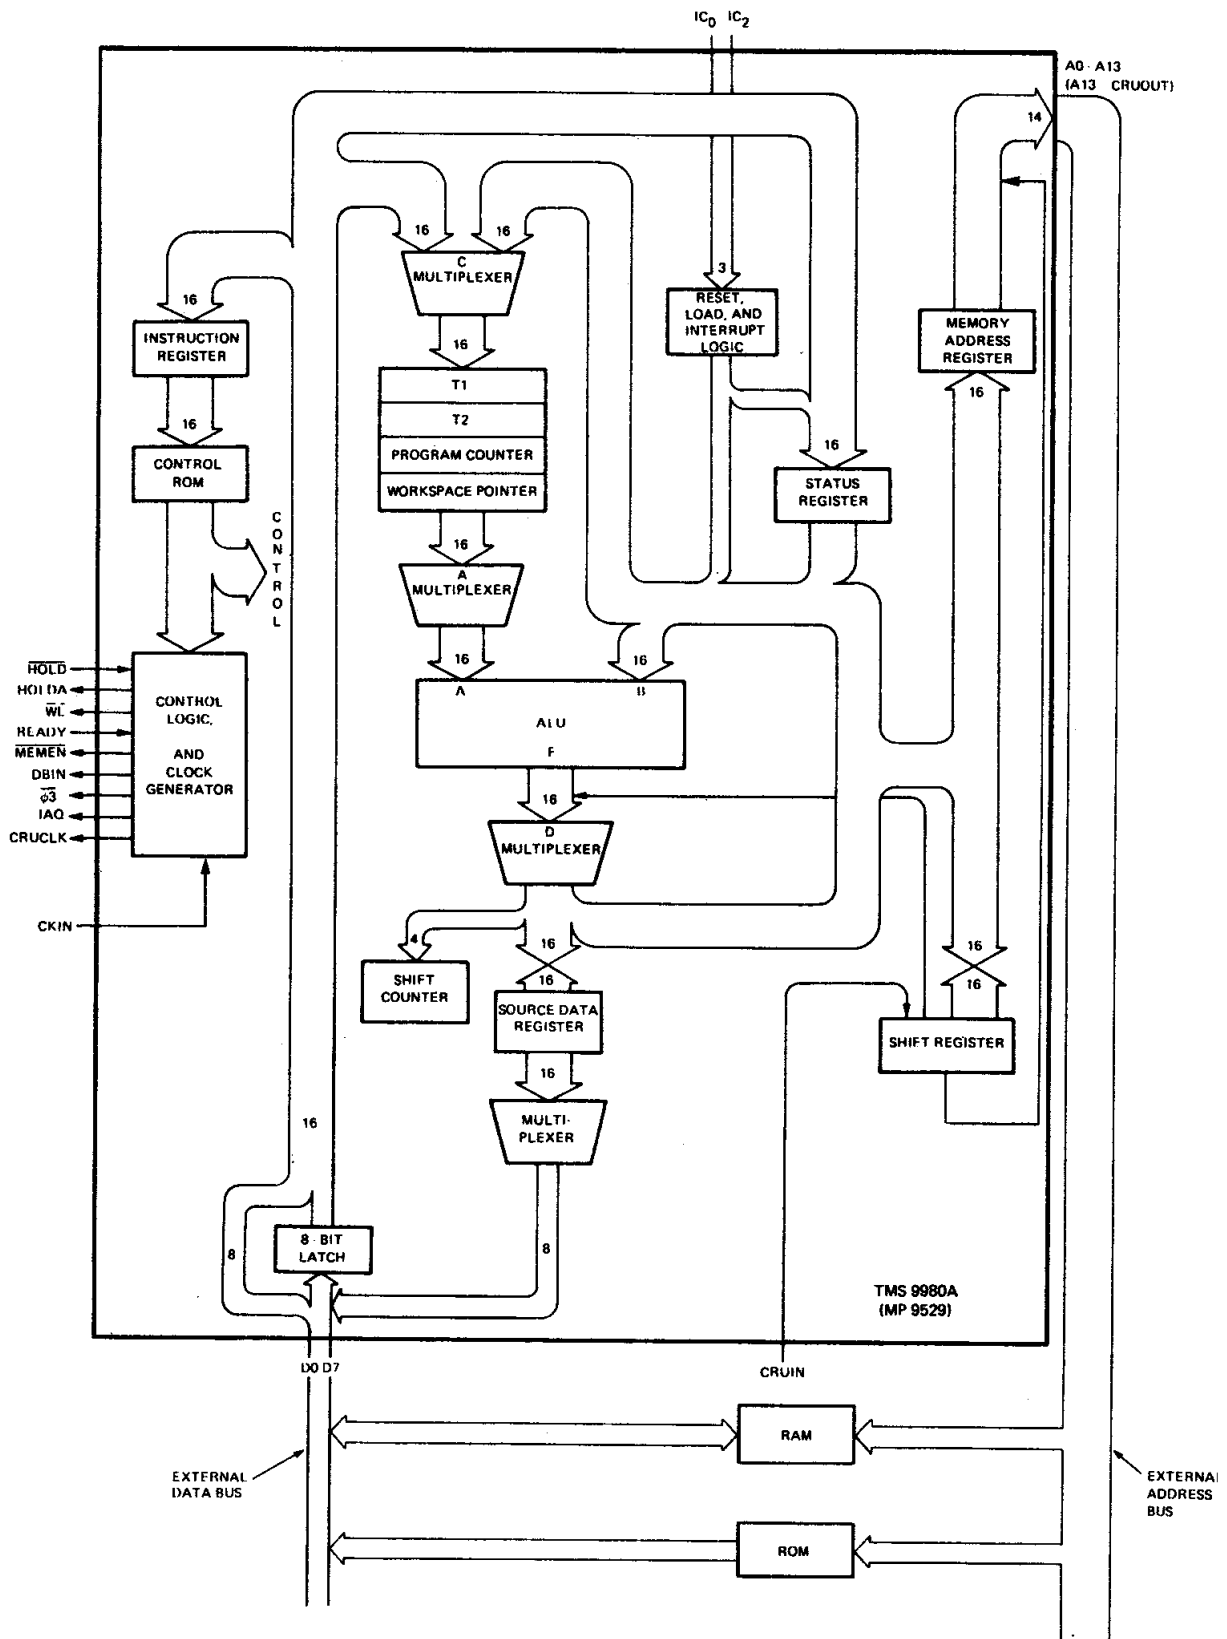 IC0 IC2
A0 - A13
(A13 CRUOUT)
14
16
16
C
MULTIPLEXER
3
RESET,
LOAD, AND
INTERRUPT
LOGIC
16
INSTRUCTION
REGISTER
MEMORY
ADDRESS
REGISTER
16
16
T1
T2
PROGRAM COUNTER
WORKSPACE POINTER
16
CONTROL
ROM
16
STATUS
REGISTER
CONTROL
16
A
MULTIPLEXER
16
16
A
B
ALU
F
HOLD
HOLDA
WE
READY
MEMEN
DBIN
φ3
IAQ
CRUCLK
CONTROL
LOGIC,
AND
CLOCK
GENERATOR
CKIN
16
D
MULTIPLEXER
4
SHIFT
COUNTER
16
16
SOURCE DATA
REGISTER
16
16
SHIFT REGISTER
16
MULTI-
PLEXER
16
8
8-BIT
LATCH
8
TMS 9980A
(MP 9529)
D0 D7
CRUIN
RAM
EXTERNAL
DATA BUS
EXTERNAL
ADDRESS
BUS
ROM